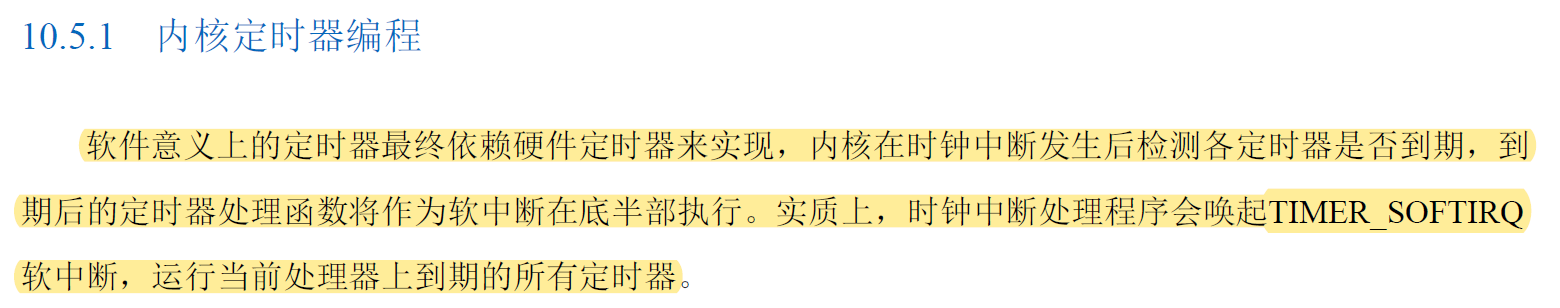 10.5.1 内核定时器编程
软件意义上的定时器最终依赖硬件定时器来实现，内核在时钟中断发生后检测各定时器是否到期，到
期后的定时器处理函数将作为软中断在底半部执行。实质上，时钟中断处理程序会唤起TIMER_SOFTIRQ
软中断，运行当前处理器上到期的所有定时器。